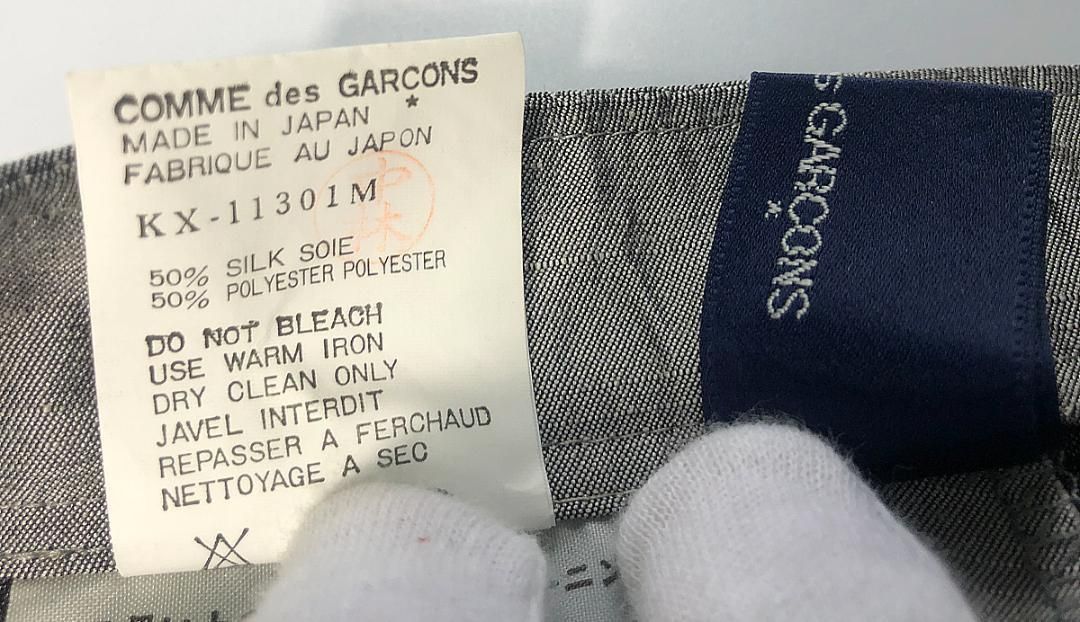 COMME des GARCONS
*
MADE IN JAPAN
FABRIQUE AU JAPON
KX-11301M
50% SILK SOIE
50% POLYESTER POLYESTER
DO NOT BLEACH
USE WARM IRON
DRY CLEAN ONLY
JAVEL INTERDIT
REPASSER A FERCHAUD
NETTOYAGE A SEC
S GARCONS
*